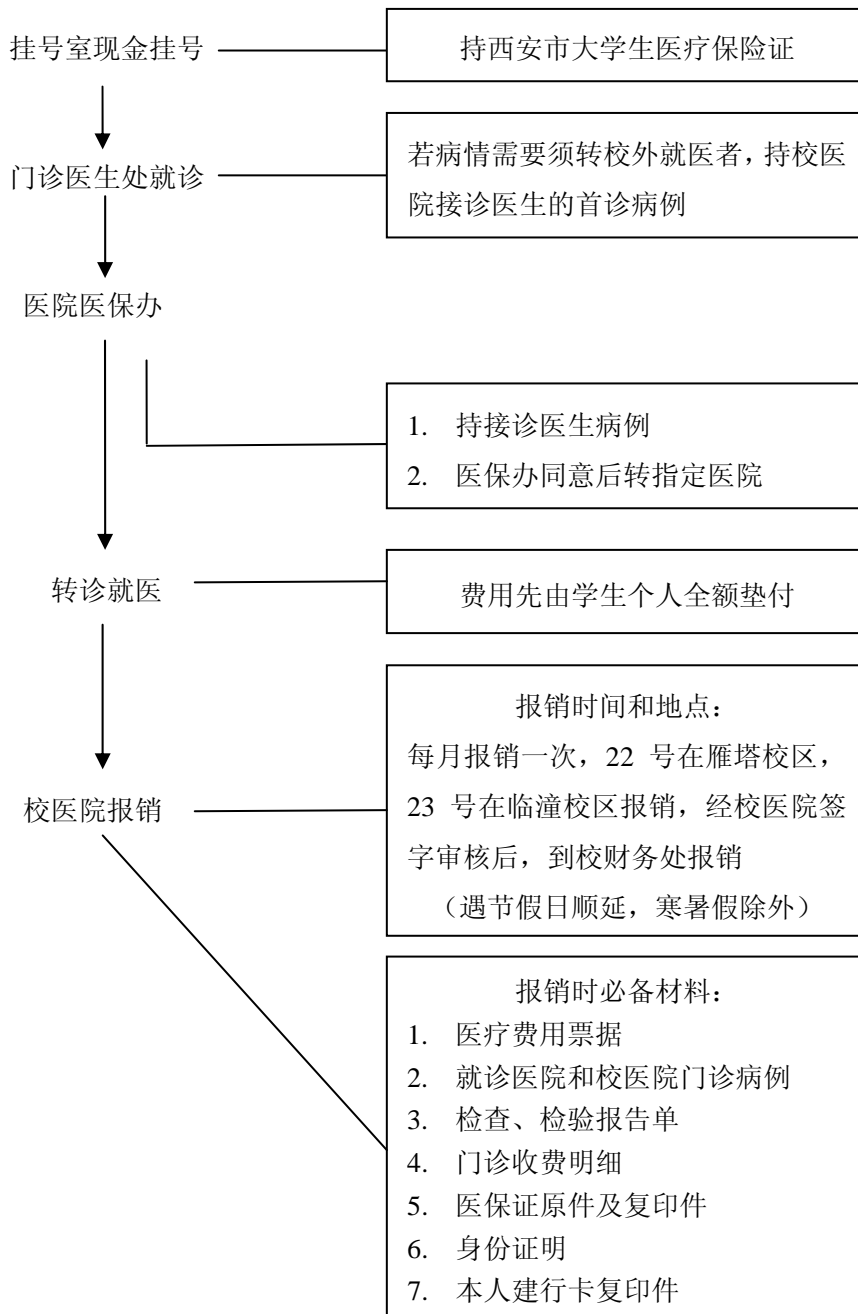 挂号室现金挂号
持西安市大学生医疗保险证
门诊医生处就诊
若病情需要须转校外就医者，持校医
院接诊医生的首诊病例
医院医保办
1. 持接诊医生病例
2. 医保办同意后转指定医院
转诊就医
费用先由学生个人全额垫付
校医院报销
报销时间和地点：
每月报销一次，22 号在雁塔校区，
23 号在临潼校区报销，经校医院签
字审核后，到校财务处报销
（遇节假日顺延，寒暑假除外）
报销时必备材料：
1. 医疗费用票据
2. 就诊医院和校医院门诊病例
3. 检查、检验报告单
4. 门诊收费明细
5. 医保证原件及复印件
6. 身份证明
7. 本人建行卡复印件